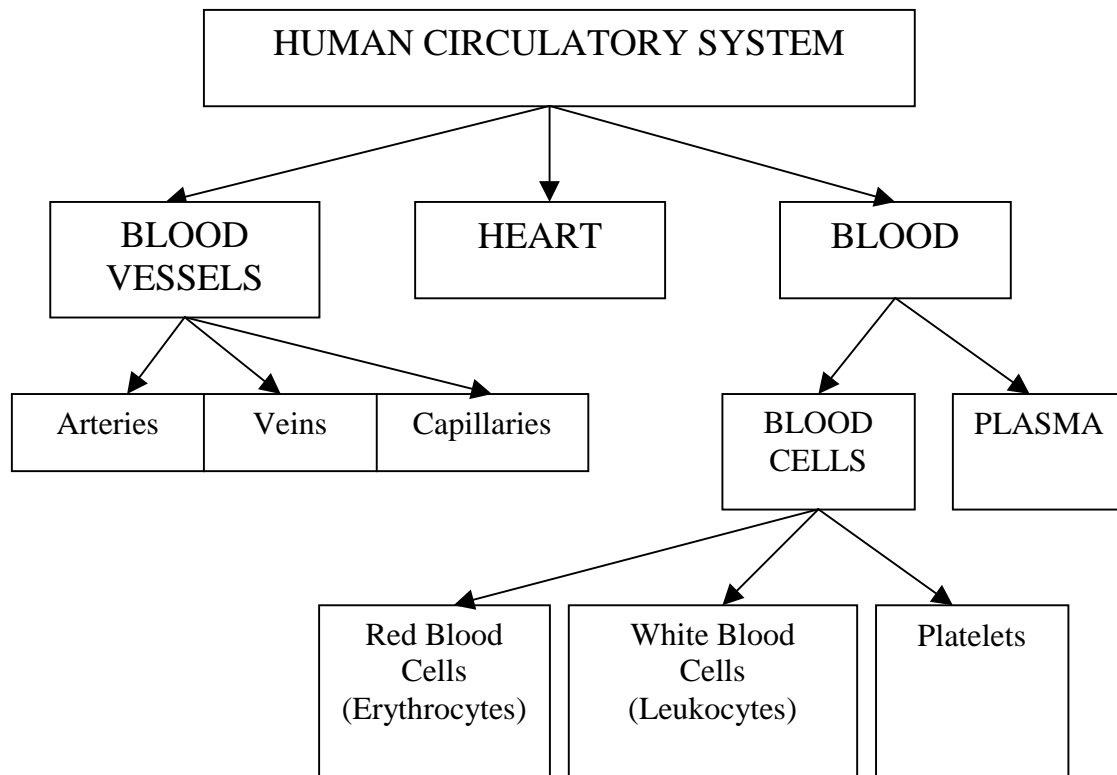 HUMAN CIRCULATORY SYSTEM
BLOOD
VESSELS
HEART
BLOOD
Arteries
Veins
Capillaries
BLOOD
CELLS
PLASMA
Red Blood
Cells
(Erythrocytes)
White Blood
Cells
(Leukocytes)
Platelets